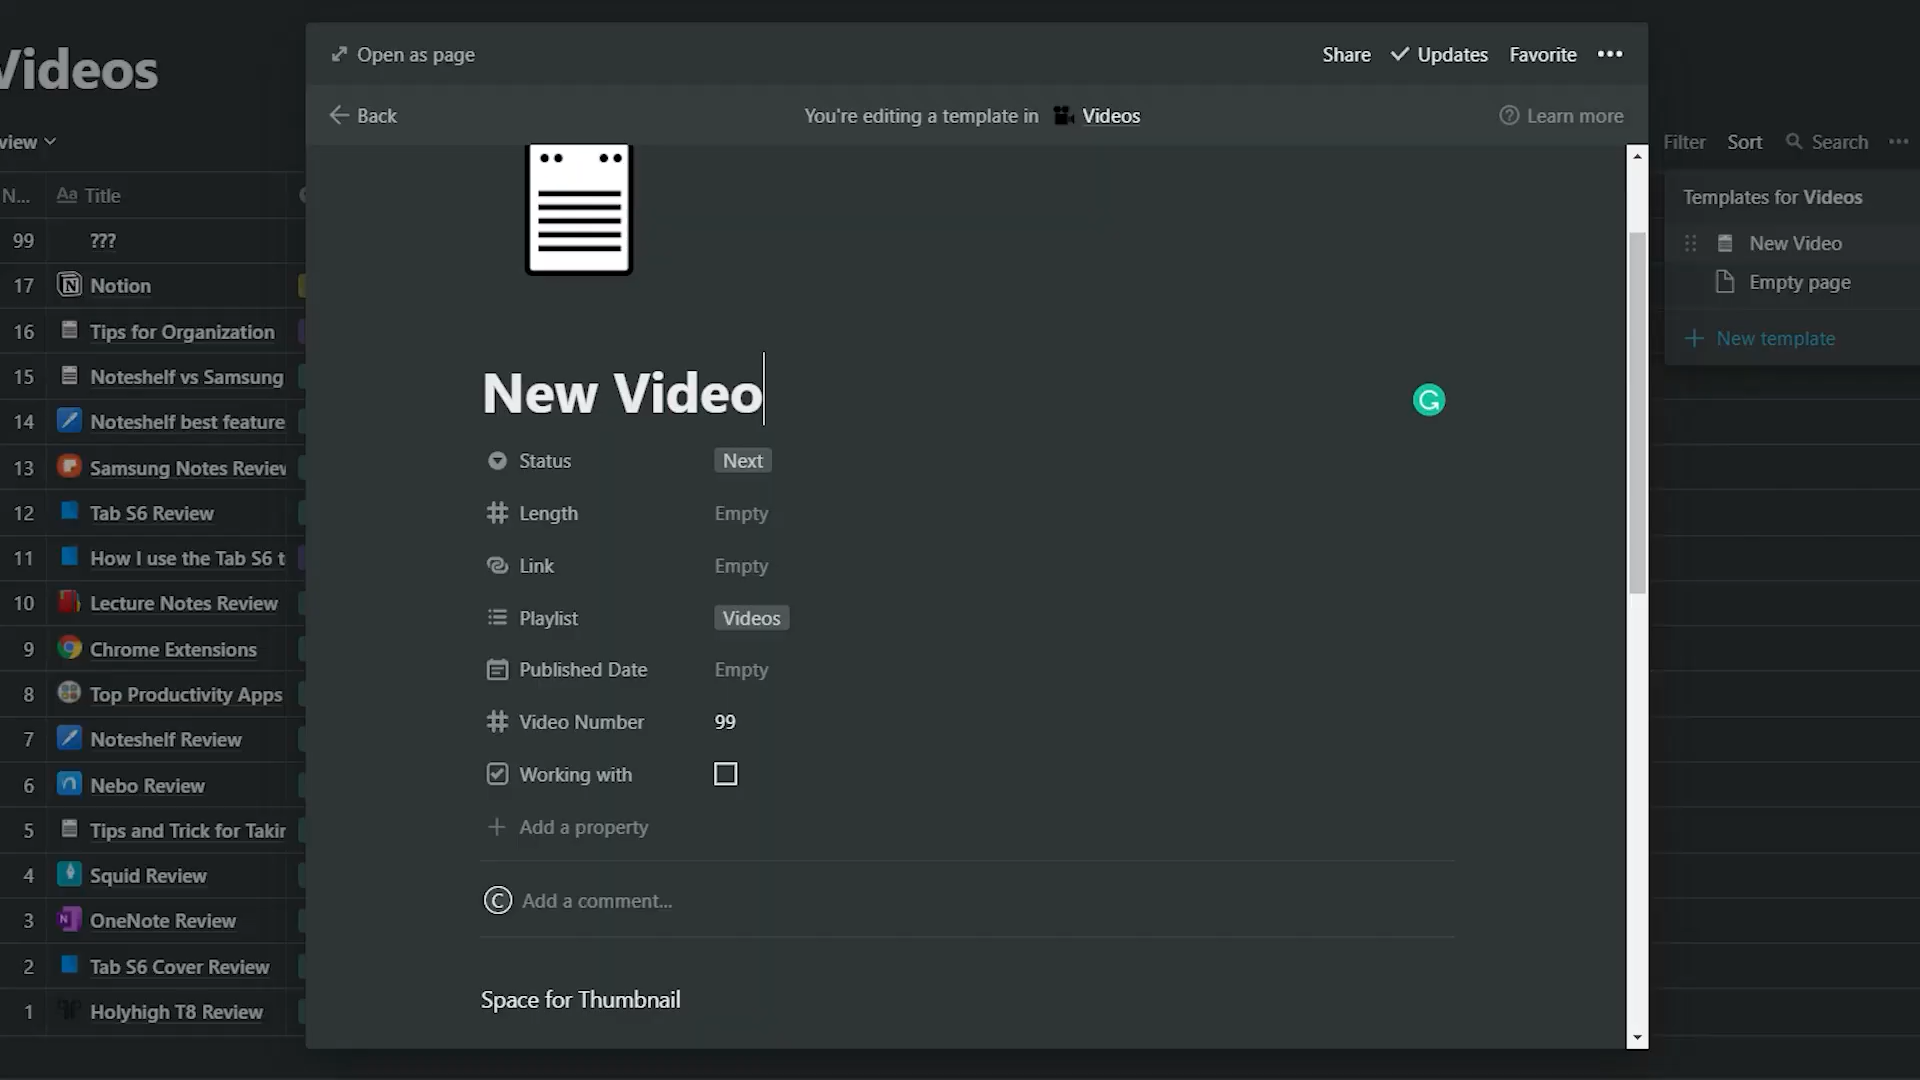 Videos
view
N... Aa Title
99 ???
17 Notion
16 Tips for Organization
15 Noteshelf vs Samsung
14 Noteshelf best feature
13 Samsung Notes Review
12 Tab S6 Review
11 How I use the Tab S6 t
10 Lecture Notes Review
9 Chrome Extensions
8 Top Productivity Apps
7 Noteshelf Review
6 Nebo Review
5 Tips and Trick for Takin
4 Squid Review
3 OneNote Review
2 Tab S6 Cover Review
1 Holyhigh T8 Review
Open as page
Share Updates Favorite •••
Back
You're editing a template in Videos
Learn more
New Video
Status Next
Length Empty
Link Empty
Playlist Videos
Published Date Empty
Video Number 99
Working with
Add a property
C Add a comment...
Space for Thumbnail
Filter Sort Search •••
Templates for Videos
New Video
Empty page
+ New template